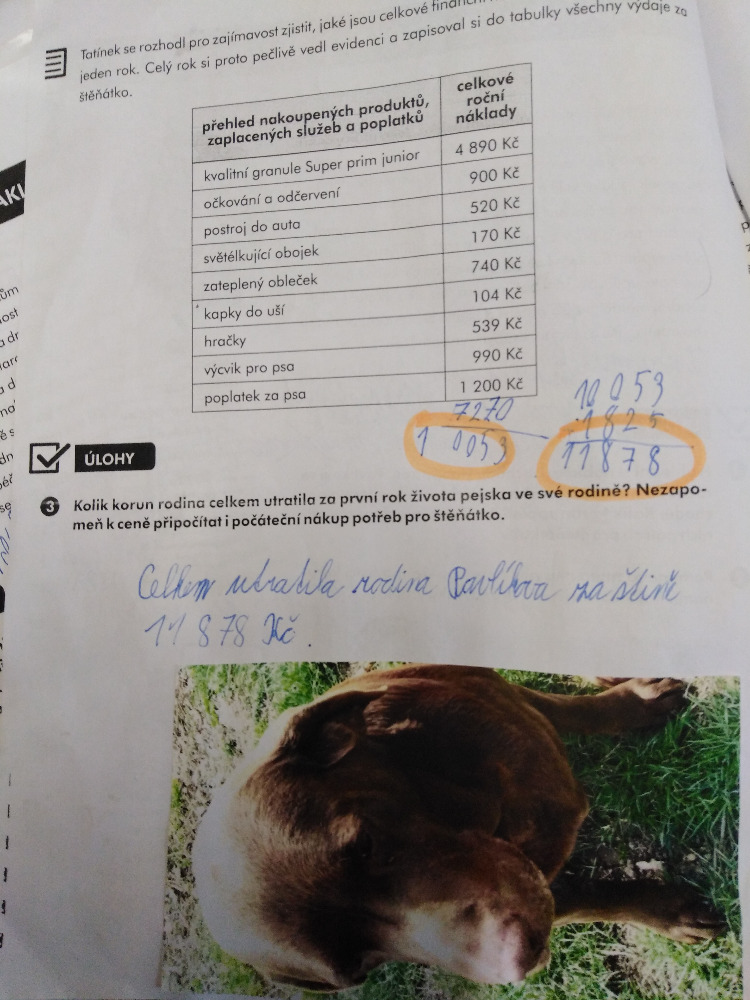 Tatínek se rozhodl pro zajímavost zjistit, jaké jsou celkové finanční
jeden rok. Celý rok si proto pečlivě vedl evidenci a zapisoval si do tabulky všechny výdaje za
štěňátko.
přehled nakoupených produktů, zaplacených služeb a poplatků celkové roční náklady
kvalitní granule Super prim junior 4 890 Kč
očkování a odčervení 900 Kč
postroj do auta 520 Kč
světélkující obojek 170 Kč
zateplený obleček 740 Kč
kapky do uší 104 Kč
hračky 539 Kč
výcvik pro psa 990 Kč
poplatek za psa 1 200 Kč
7270
1 0053
10 053
1825
11878
ÚLOHY
3 Kolik korun rodina celkem utratila za první rok života pejska ve své rodině? Nezapo-
meň k ceně připočítat i počáteční nákup potřeb pro štěňátko.
Celkem utratila rodina Pavlíkova za štěně
11 878 Kč.